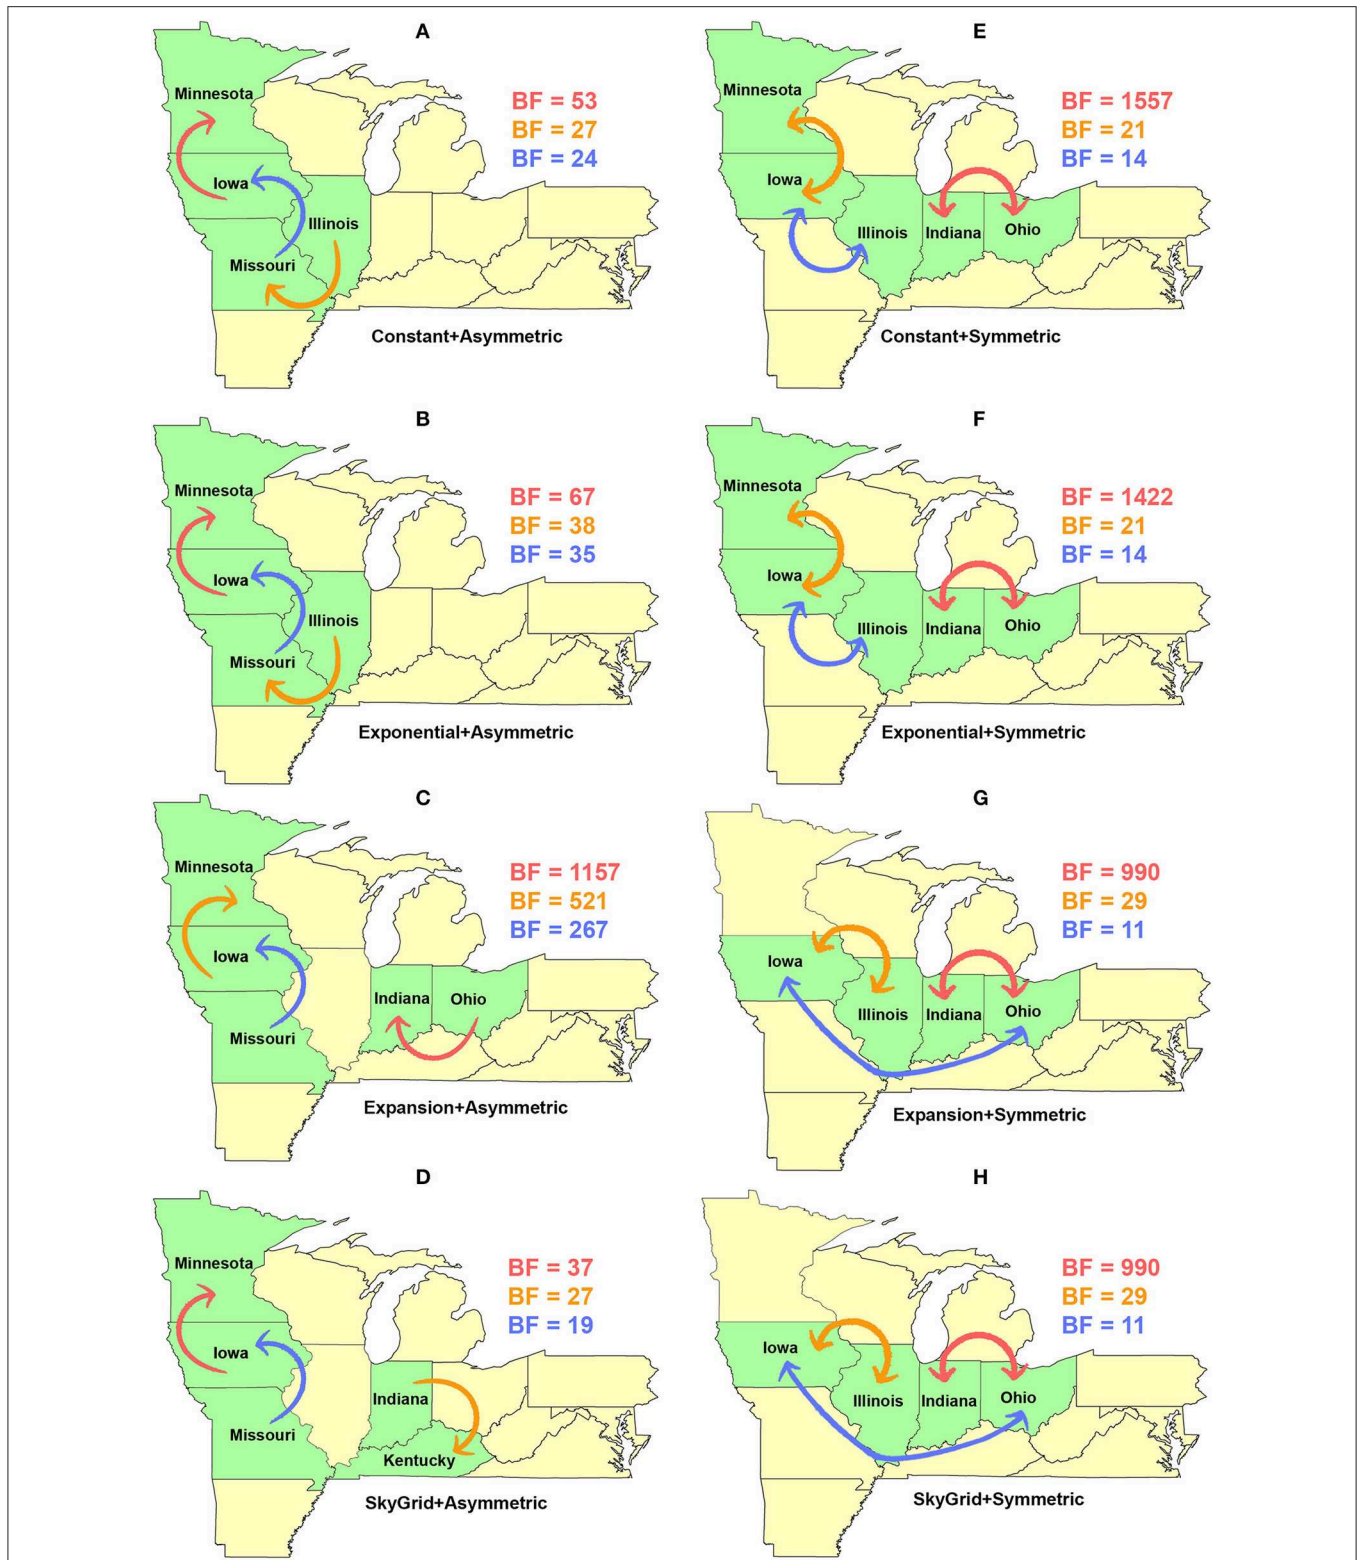 A
Minnesota
Iowa
Illinois
Missouri
BF = 53
BF = 27
BF = 24
Constant+Asymmetric
E
Minnesota
Iowa
Illinois
Indiana
Ohio
BF = 1557
BF = 21
BF = 14
Constant+Symmetric
B
Minnesota
Iowa
Illinois
Missouri
BF = 67
BF = 38
BF = 35
Exponential+Asymmetric
F
Minnesota
Iowa
Illinois
Indiana
Ohio
BF = 1422
BF = 21
BF = 14
Exponential+Symmetric
C
Minnesota
Iowa
Missouri
Indiana
Ohio
BF = 1157
BF = 521
BF = 267
Expansion+Asymmetric
G
Iowa
Illinois
Indiana
Ohio
BF = 990
BF = 29
BF = 11
Expansion+Symmetric
D
Minnesota
Iowa
Missouri
Indiana
Kentucky
BF = 37
BF = 27
BF = 19
SkyGrid+Asymmetric
H
Iowa
Illinois
Indiana
Ohio
BF = 990
BF = 29
BF = 11
SkyGrid+Symmetric